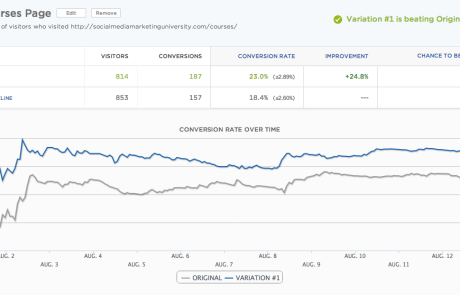 rses Page Edit Remove
of visitors who visited http://socialmediamarketinguniversity.com/courses/
Variation #1 is beating Origin
VISITORS CONVERSIONS CONVERSION RATE IMPROVEMENT CHANCE TO BE
814 187 23.0% (±2.89%) +24.8%
LINE 853 157 18.4% (±2.60%) ---
CONVERSION RATE OVER TIME
G. 2 AUG. 3 AUG. 4 AUG. 5 AUG. 6 AUG. 7 AUG. 8 AUG. 9 AUG. 10 AUG. 11 AUG. 12
ORIGINAL VARIATION #1